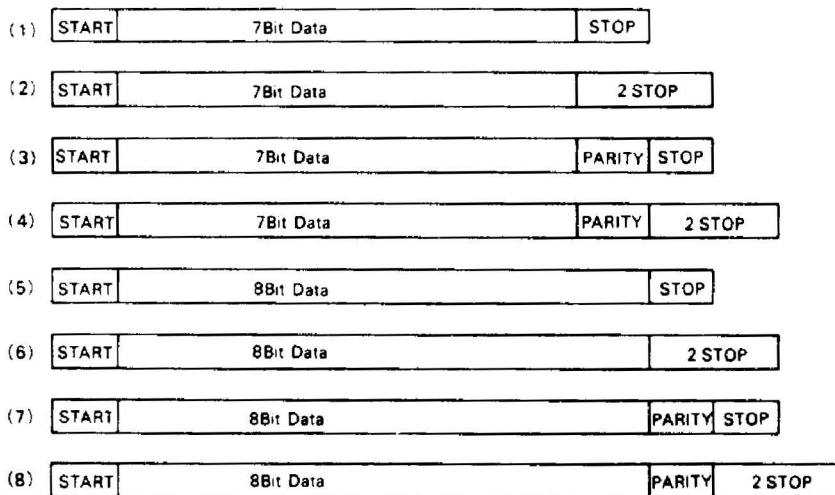 (1) START 7Bit Data STOP
(2) START 7Bit Data 2 STOP
(3) START 7Bit Data PARITY STOP
(4) START 7Bit Data PARITY 2 STOP
(5) START 8Bit Data STOP
(6) START 8Bit Data 2 STOP
(7) START 8Bit Data PARITY STOP
(8) START 8Bit Data PARITY 2 STOP